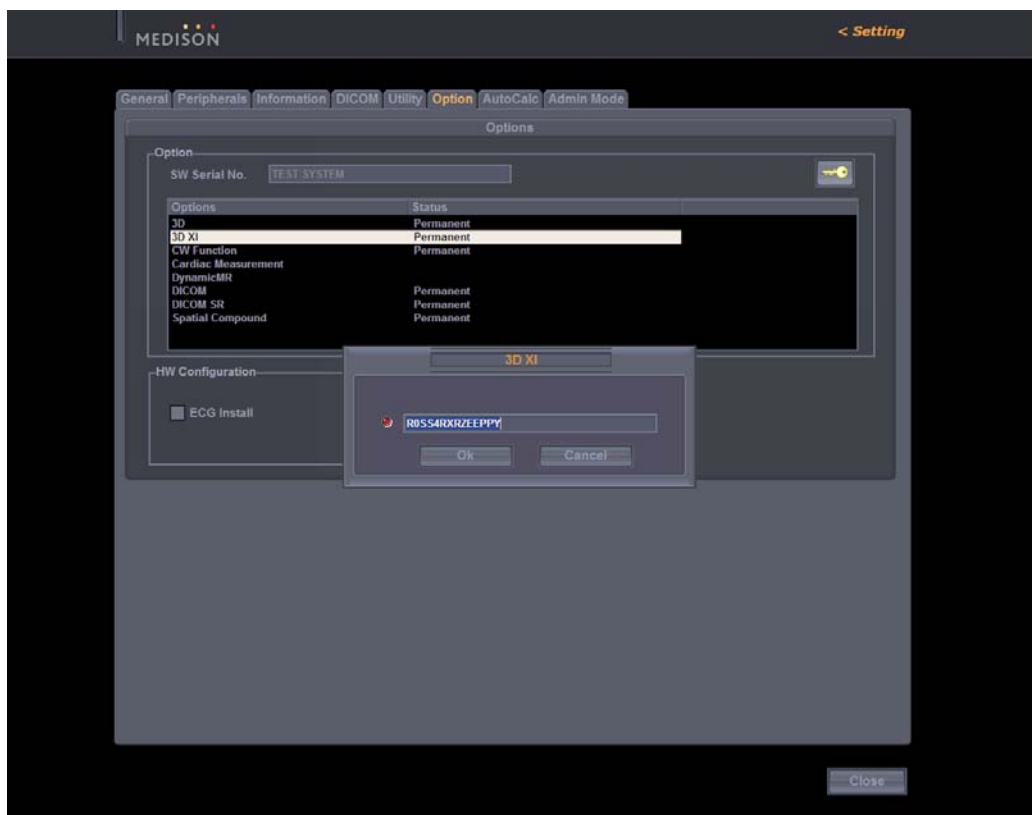 MEDISON
< Setting
General Peripherals Information DICOM Utility Option AutoCalc Admin Mode
Options
Option
SW Serial No. TEST SYSTEM
Options Status
3D Permanent
3D XI Permanent
CW Function Permanent
Cardiac Measurement
DynamicMR
DICOM Permanent
DICOM SR Permanent
Spatial Compound Permanent
3D XI
HW Configuration
ECG Install
R0SS4RXRZEEPPY
Ok Cancel
Close